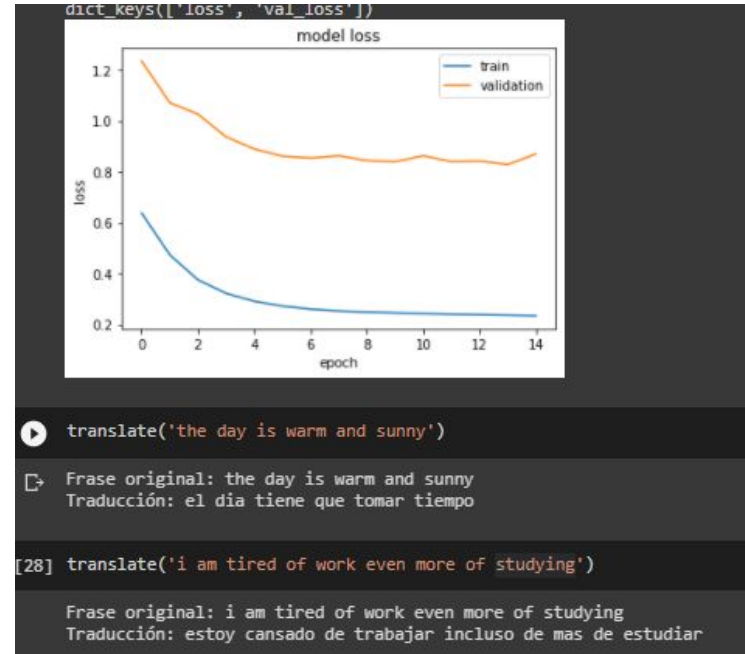 dict_keys(['loss', 'val_loss'])
model loss
train
validation
1.2
1.0
0.8
0.6
0.4
0.2
loss
0 2 4 6 8 10 12 14
epoch
translate('the day is warm and sunny')
Frase original: the day is warm and sunny
Traducción: el dia tiene que tomar tiempo
[28] translate('i am tired of work even more of studying')
Frase original: i am tired of work even more of studying
Traducción: estoy cansado de trabajar incluso de mas de estudiar